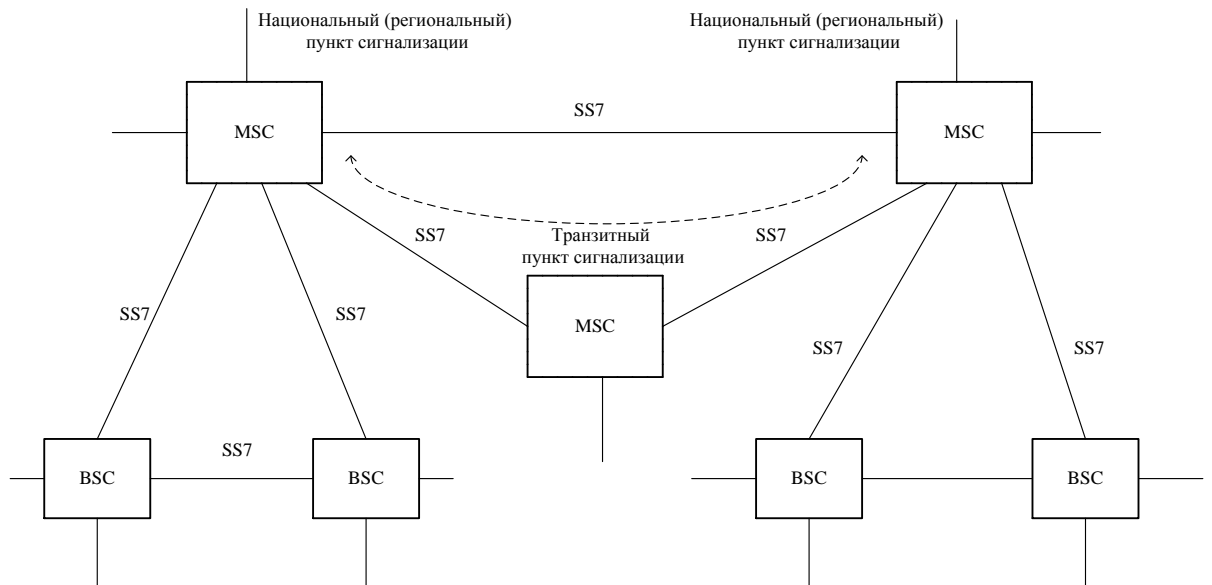 Национальный (региональный)
пункт сигнализации
Национальный (региональный)
пункт сигнализации
MSC
SS7
MSC
SS7
Транзитный
пункт сигнализации
SS7
MSC
SS7
SS7
SS7
SS7
BSC
SS7
BSC
BSC
BSC